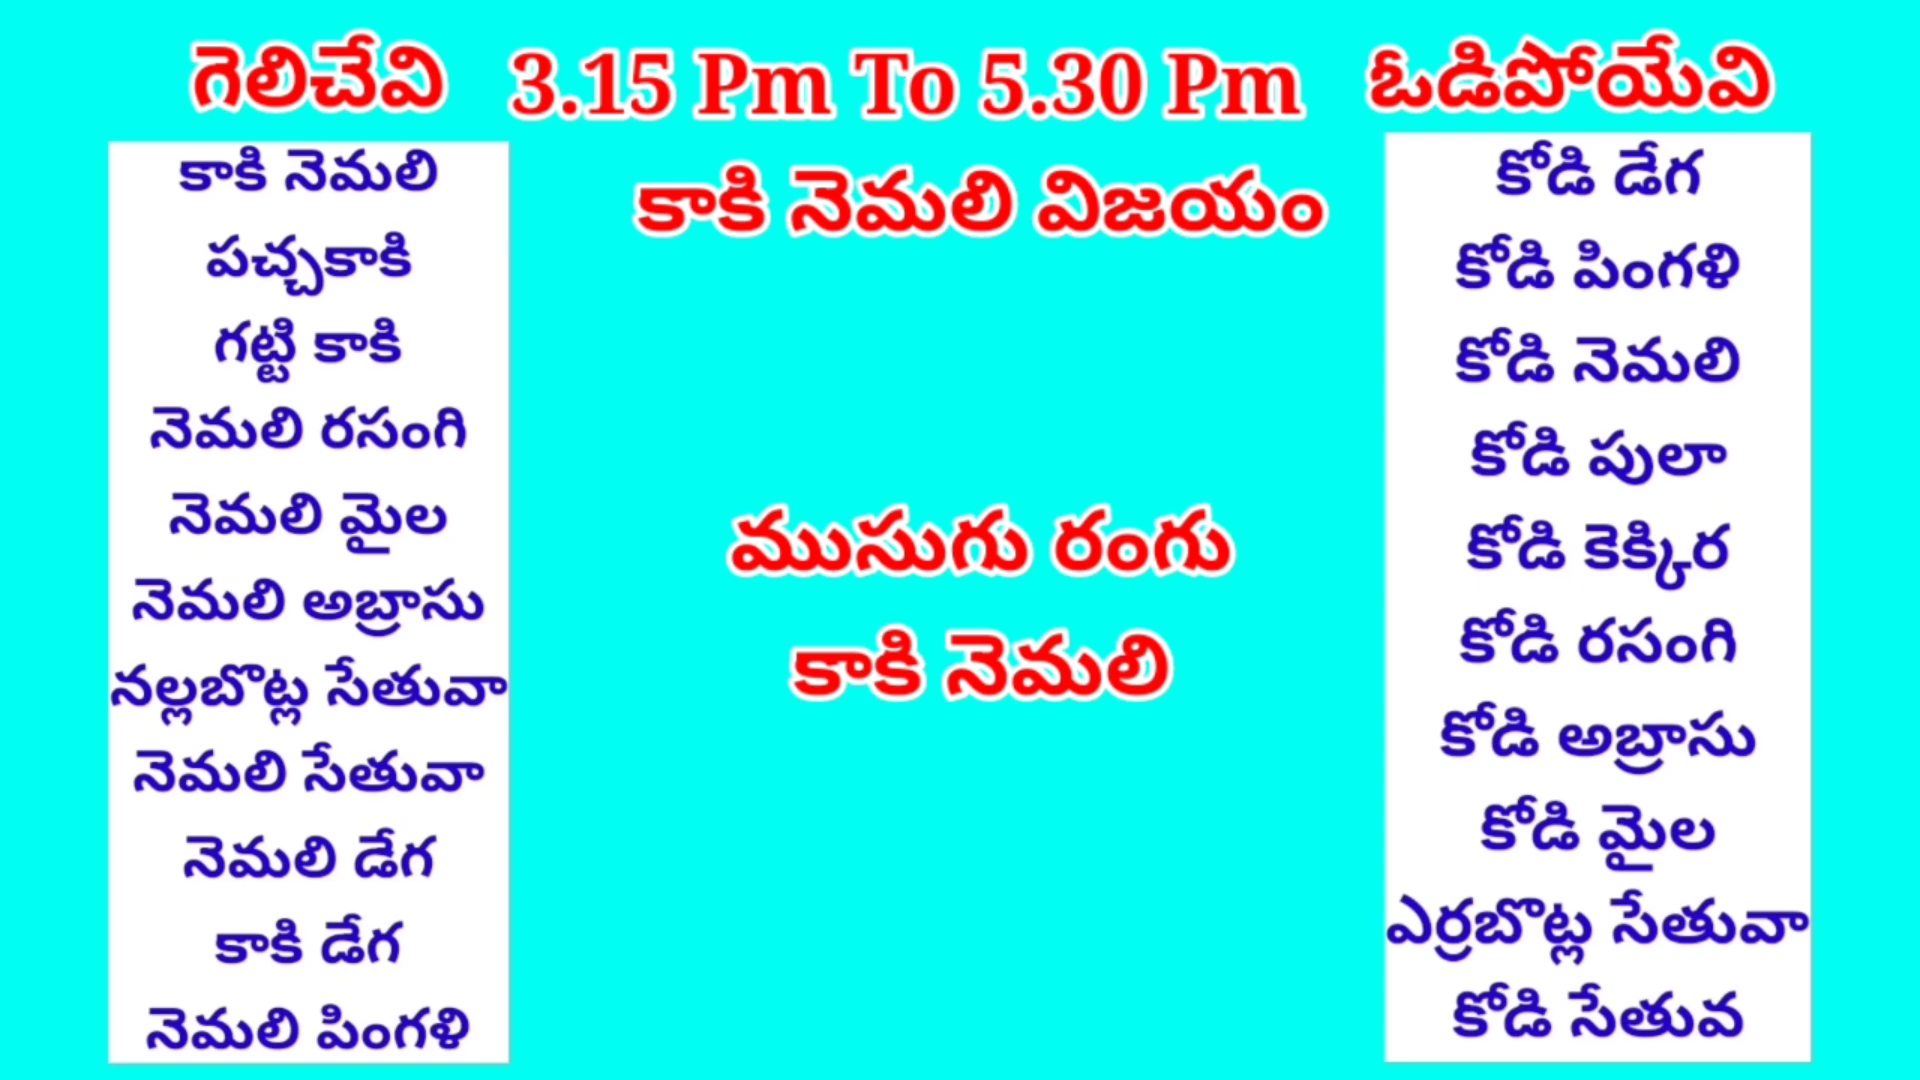 గెలిచేవి
కాకి నెమలి
పచ్చకాకి
గట్టి కాకి
నెమలి రసంగి
నెమలి మైల
నెమలి అబ్రాసు
నల్లబొట్ల సేతువా
నెమలి సేతువా
నెమలి డేగ
కాకి డేగ
నెమలి పింగళి
3.15 Pm To 5.30 Pm
కాకి నెమలి విజయం
ముసుగు రంగు
కాకి నెమలి
ఓడిపోయేవి
కోడి డేగ
కోడి పింగళి
కోడి నెమలి
కోడి పులా
కోడి కెక్కిర
కోడి రసంగి
కోడి అబ్రాసు
కోడి మైల
ఎర్రబొట్ల సేతువా
కోడి సేతువ